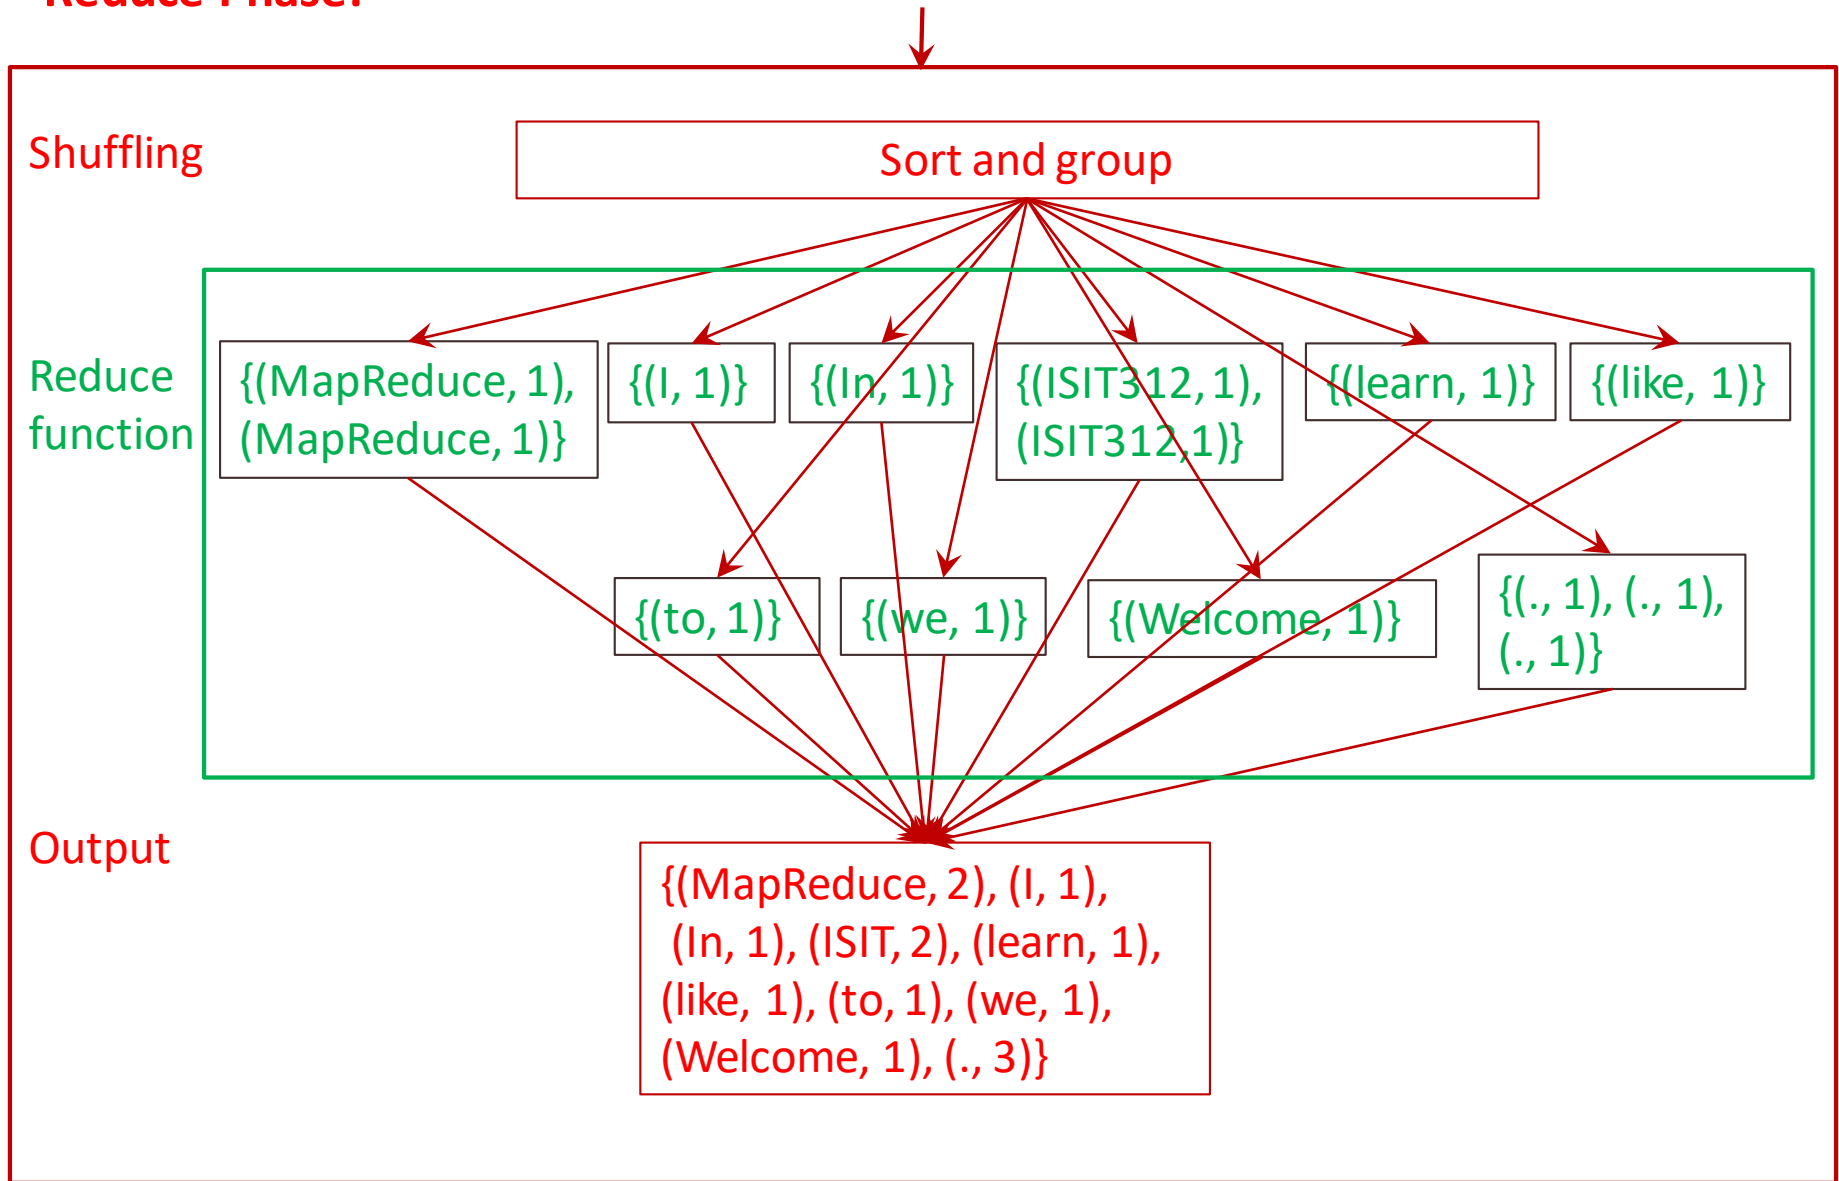 Reduce Phase:
Shuffling
Sort and group
Reduce
function
{(MapReduce, 1),
(MapReduce, 1)}
{(I, 1)}
{(In, 1)}
{(ISIT312, 1),
(ISIT312,1)}
{(learn, 1)}
{(like, 1)}
{(to, 1)}
{(we, 1)}
{(Welcome, 1)}
{(., 1), (., 1),
(., 1)}
Output
{(MapReduce, 2), (I, 1),
(In, 1), (ISIT, 2), (learn, 1),
(like, 1), (to, 1), (we, 1),
(Welcome, 1), (., 3)}